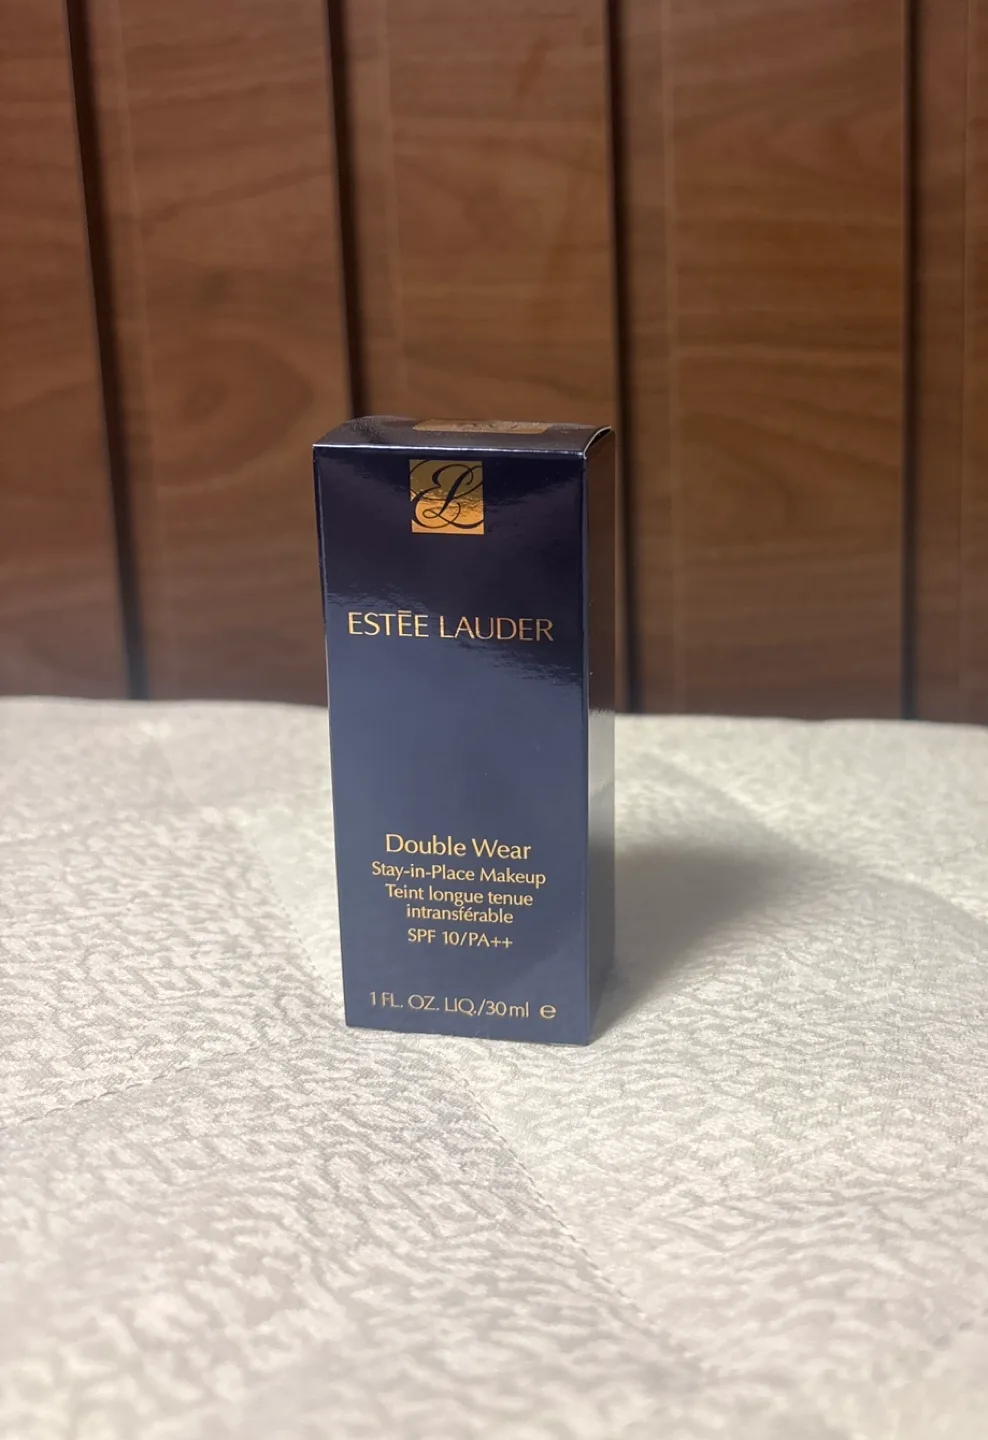 ESTĒE LAUDER
Double Wear
Stay-in-Place Makeup
Teint longue tenue
intransférable
SPF 10/PA++
1 FL. OZ. LIQ./30 ml ℮